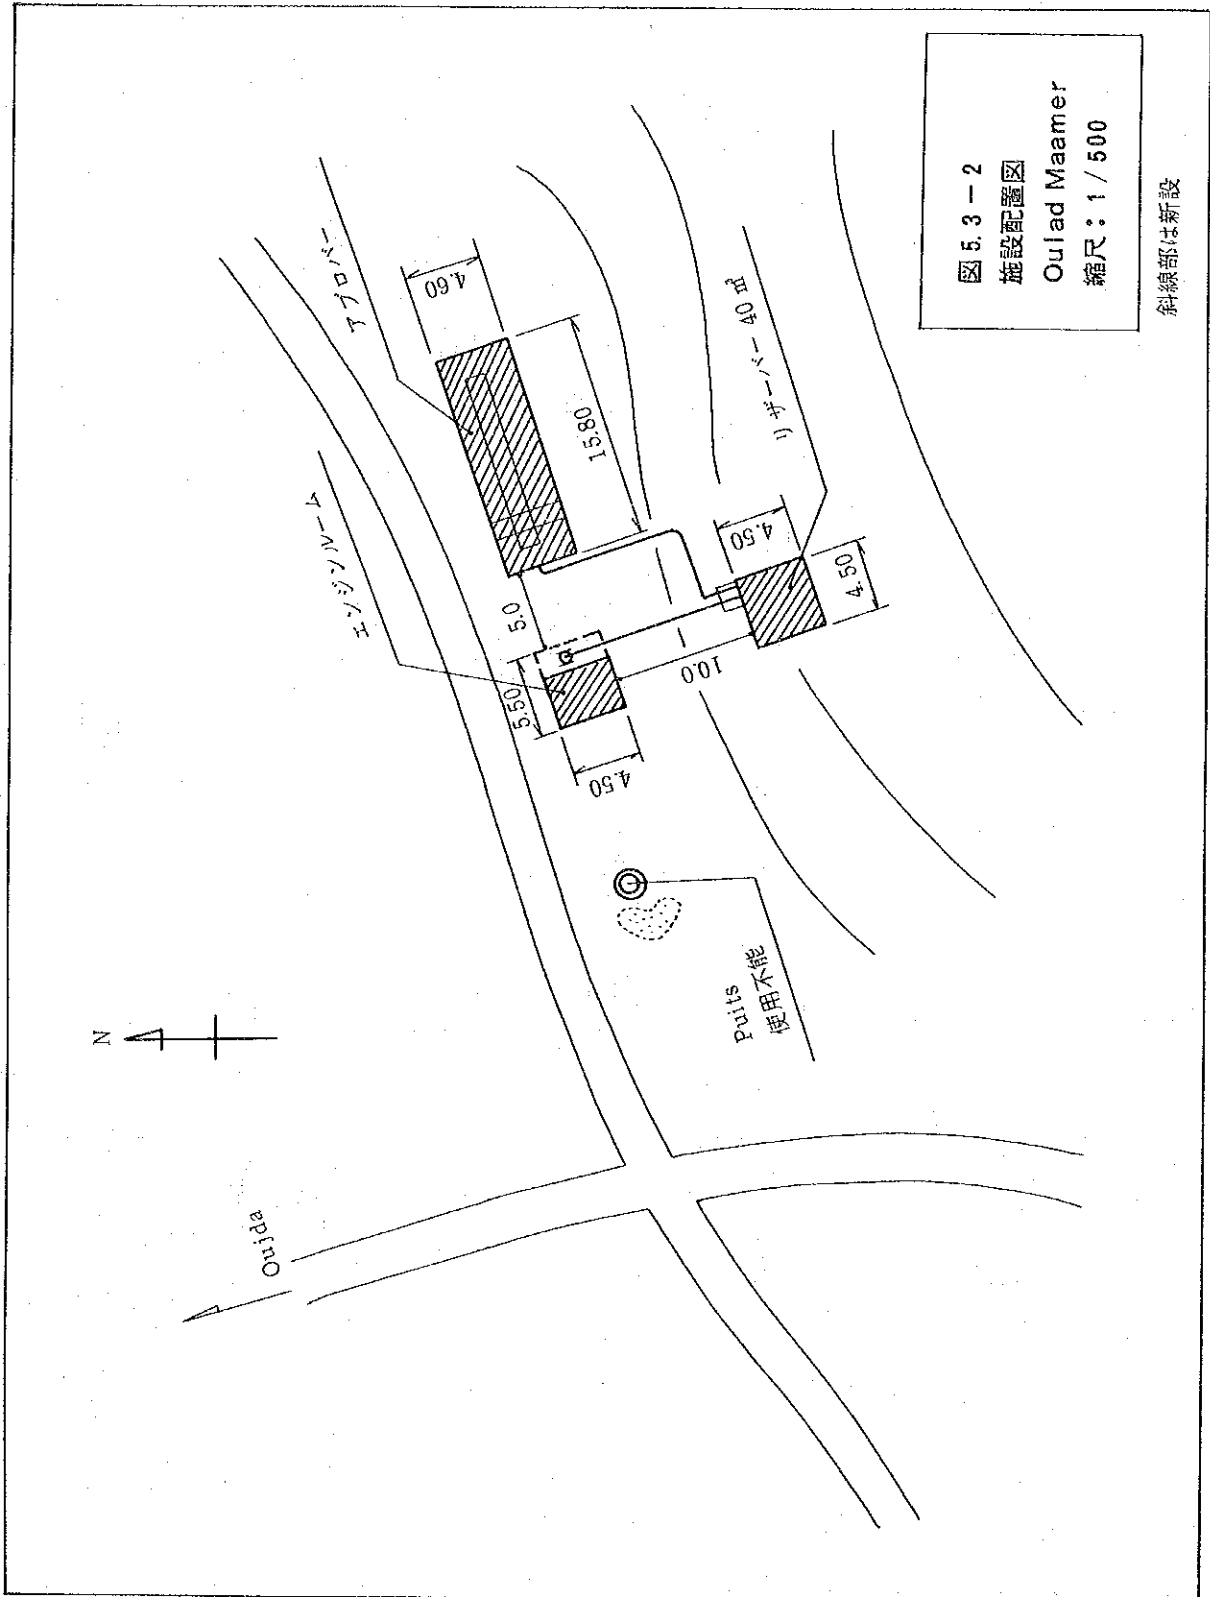 N
Oujda
アブロバー
エンジンルーム
4.60
15.80
5.0
5.50
4.50
10.0
4.50
4.50
リザーバー 40 ㎥
Puits
使用不能
図 5.3 − 2
施設配置図
Oulad Maamer
縮尺：1 / 500
斜線部は新設